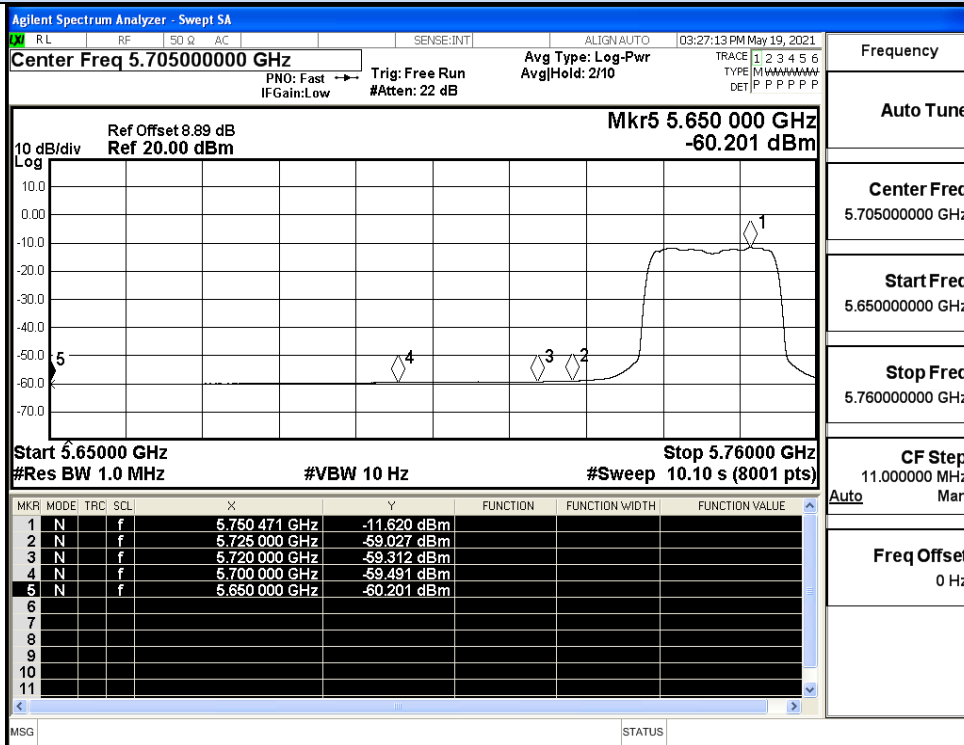 Agilent Spectrum Analyzer - Swept SA
LXI RL RF 50 Ω AC SENSE:INT ALIGNAUTO 03:27:13 PM May 19, 2021
Center Freq 5.705000000 GHz
PNO: Fast
IFGain:Low
Trig: Free Run
#Atten: 22 dB
Avg Type: Log-Pwr
Avg|Hold: 2/10
TRACE 1 2 3 4 5 6
TYPE M W W W W W
DET P P P P P P
Ref Offset 8.89 dB
10 dB/div Ref 20.00 dBm
Log
Mkr5 5.650 000 GHz
-60.201 dBm
10.0
0.00
-10.0
-20.0
-30.0
-40.0
-50.0
-60.0
-70.0
1
5
4
3
2
Start 5.65000 GHz Stop 5.76000 GHz
#Res BW 1.0 MHz #VBW 10 Hz #Sweep 10.10 s (8001 pts)
MKR MODE TRC SCL X Y FUNCTION FUNCTION WIDTH FUNCTION VALUE
1 N f 5.750 471 GHz -11.620 dBm
2 N f 5.725 000 GHz -59.027 dBm
3 N f 5.720 000 GHz -59.312 dBm
4 N f 5.700 000 GHz -59.491 dBm
5 N f 5.650 000 GHz -60.201 dBm
6
7
8
9
10
11
MSG STATUS
Frequency
Auto Tune
Center Freq
5.705000000 GHz
Start Freq
5.650000000 GHz
Stop Freq
5.760000000 GHz
CF Step
11.000000 MHz
Auto Man
Freq Offset
0 Hz